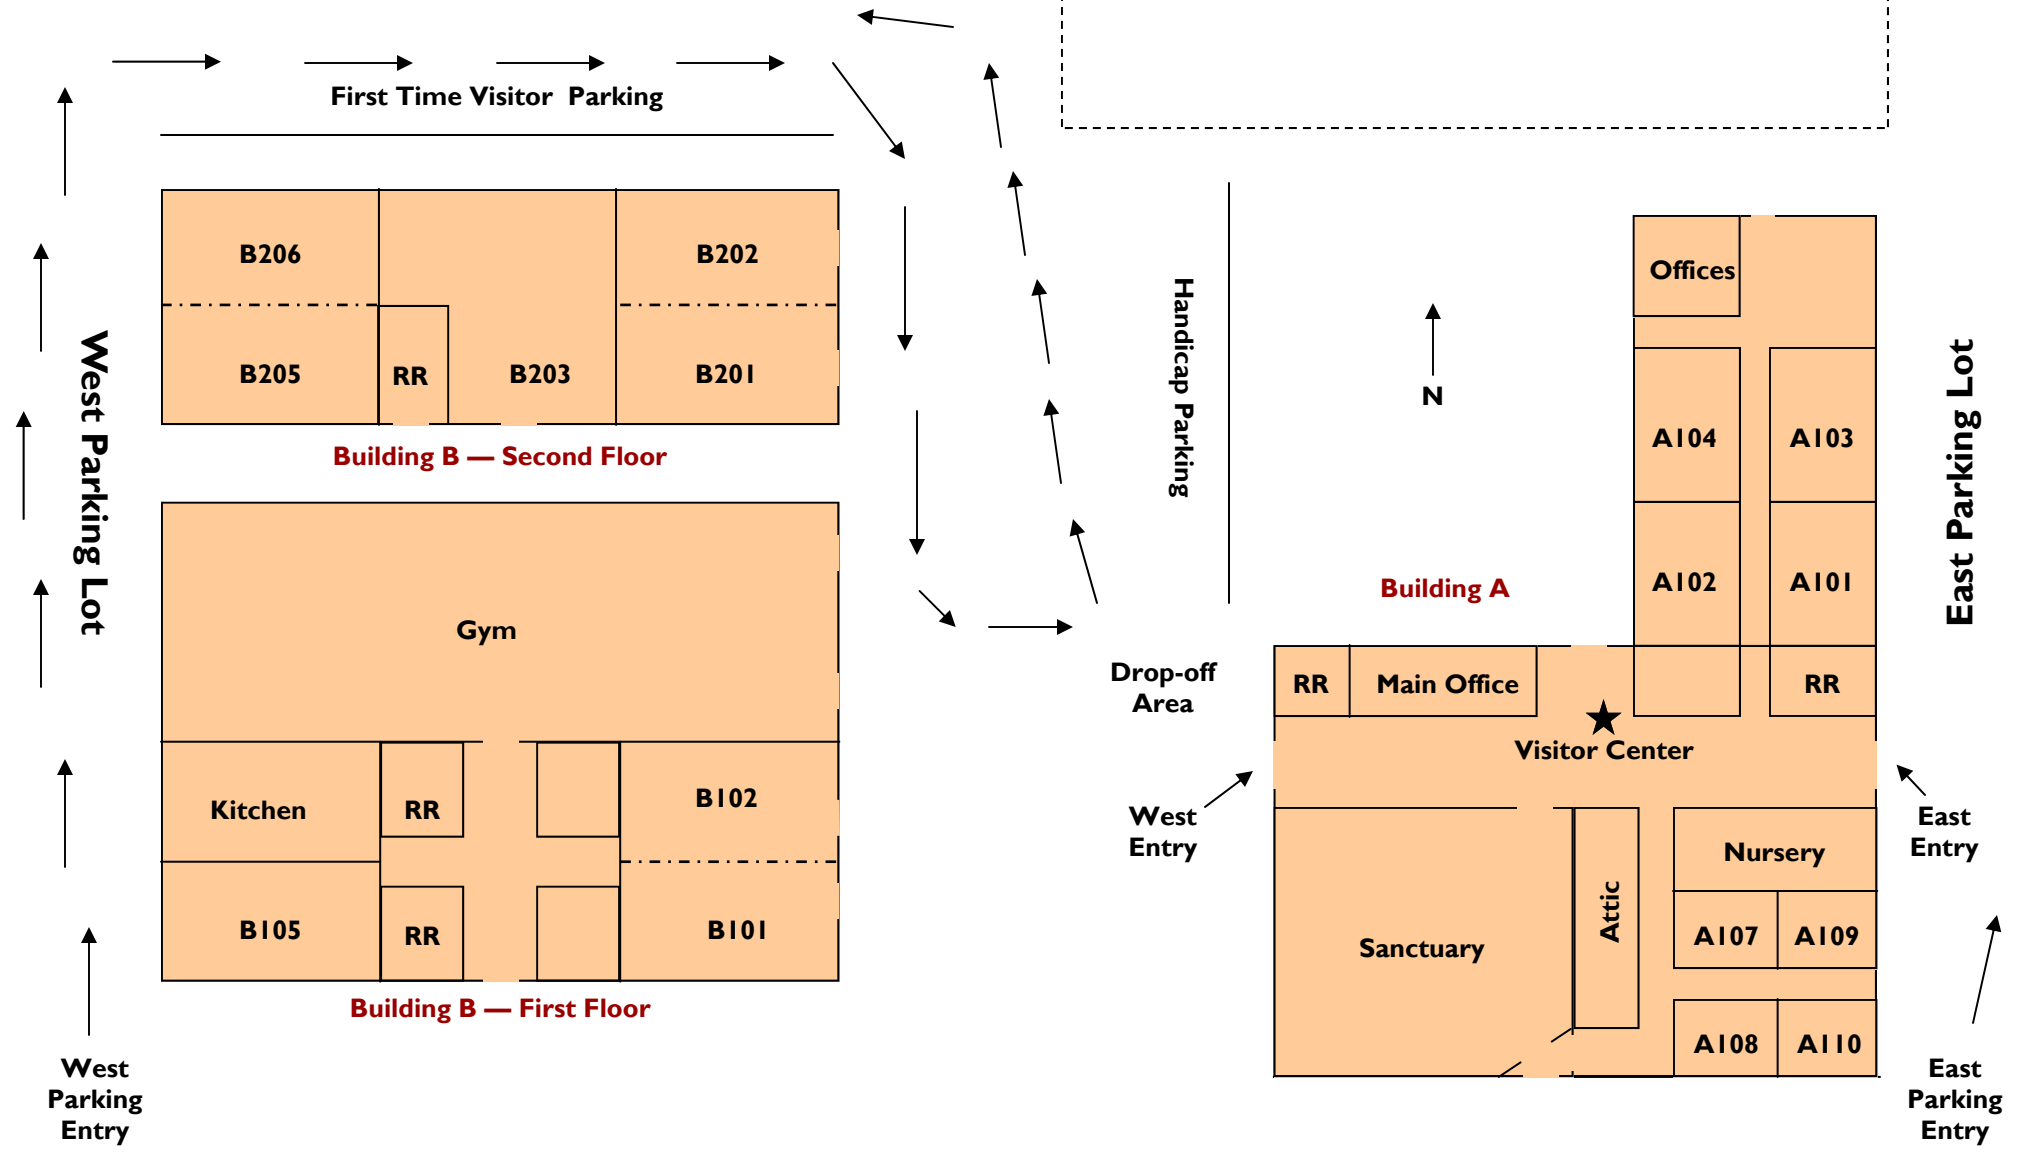 First Time Visitor  Parking
B206
B202
B205
RR
B203
B201
Building B — Second Floor
West Parking Lot
Gym
Kitchen
RR
B102
B105
RR
B101
Building B — First Floor
West
Parking
Entry
Handicap Parking
N
Drop-off
Area
West
Entry
Building A
Offices
A104
A103
A102
A101
East Parking Lot
RR
Main Office
RR
Visitor Center
Sanctuary
Attic
Nursery
A107
A109
A108
A110
East
Entry
East
Parking
Entry